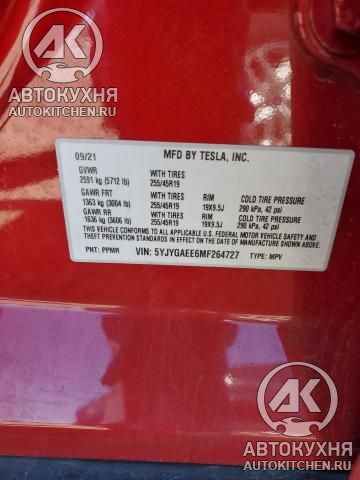 АК
АВТОКУХНЯ
AUTOKITCHEN.RU
АК
АВТОКУХНЯ
AUTOKITCHEN.RU
09/21 MFD BY TESLA, INC.
GVWR WITH TIRES
2591 kg (5712 lb) 255/45R19
GAWR FRT WITH TIRES RIM COLD TIRE PRESSURE
1363 kg (3004 lb) 255/45R19 19X9.5J 290 kPa, 42 psi
GAWR RR WITH TIRES RIM COLD TIRE PRESSURE
1636 kg (3606 lb) 255/45R19 19X9.5J 290 kPa, 42 psi
THIS VEHICLE CONFORMS TO ALL APPLICABLE U.S.
FEDERAL MOTOR VEHICLE SAFETY AND THEFT
PREVENTION STANDARDS IN EFFECT ON THE DATE OF
MANUFACTURE SHOWN ABOVE.
PNT: PPMR VIN: 5YJYGAEE6MF264727 TYPE: MPV
АК
АВТОКУХНЯ
AUTOKITCHEN.RU